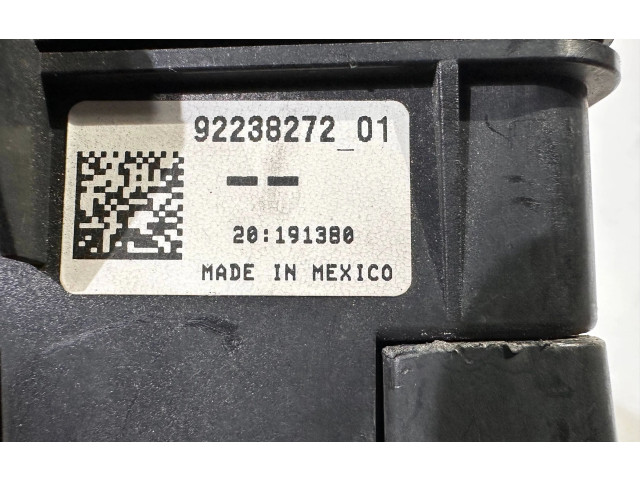 92238272_01
— —
20:191380
MADE IN MEXICO